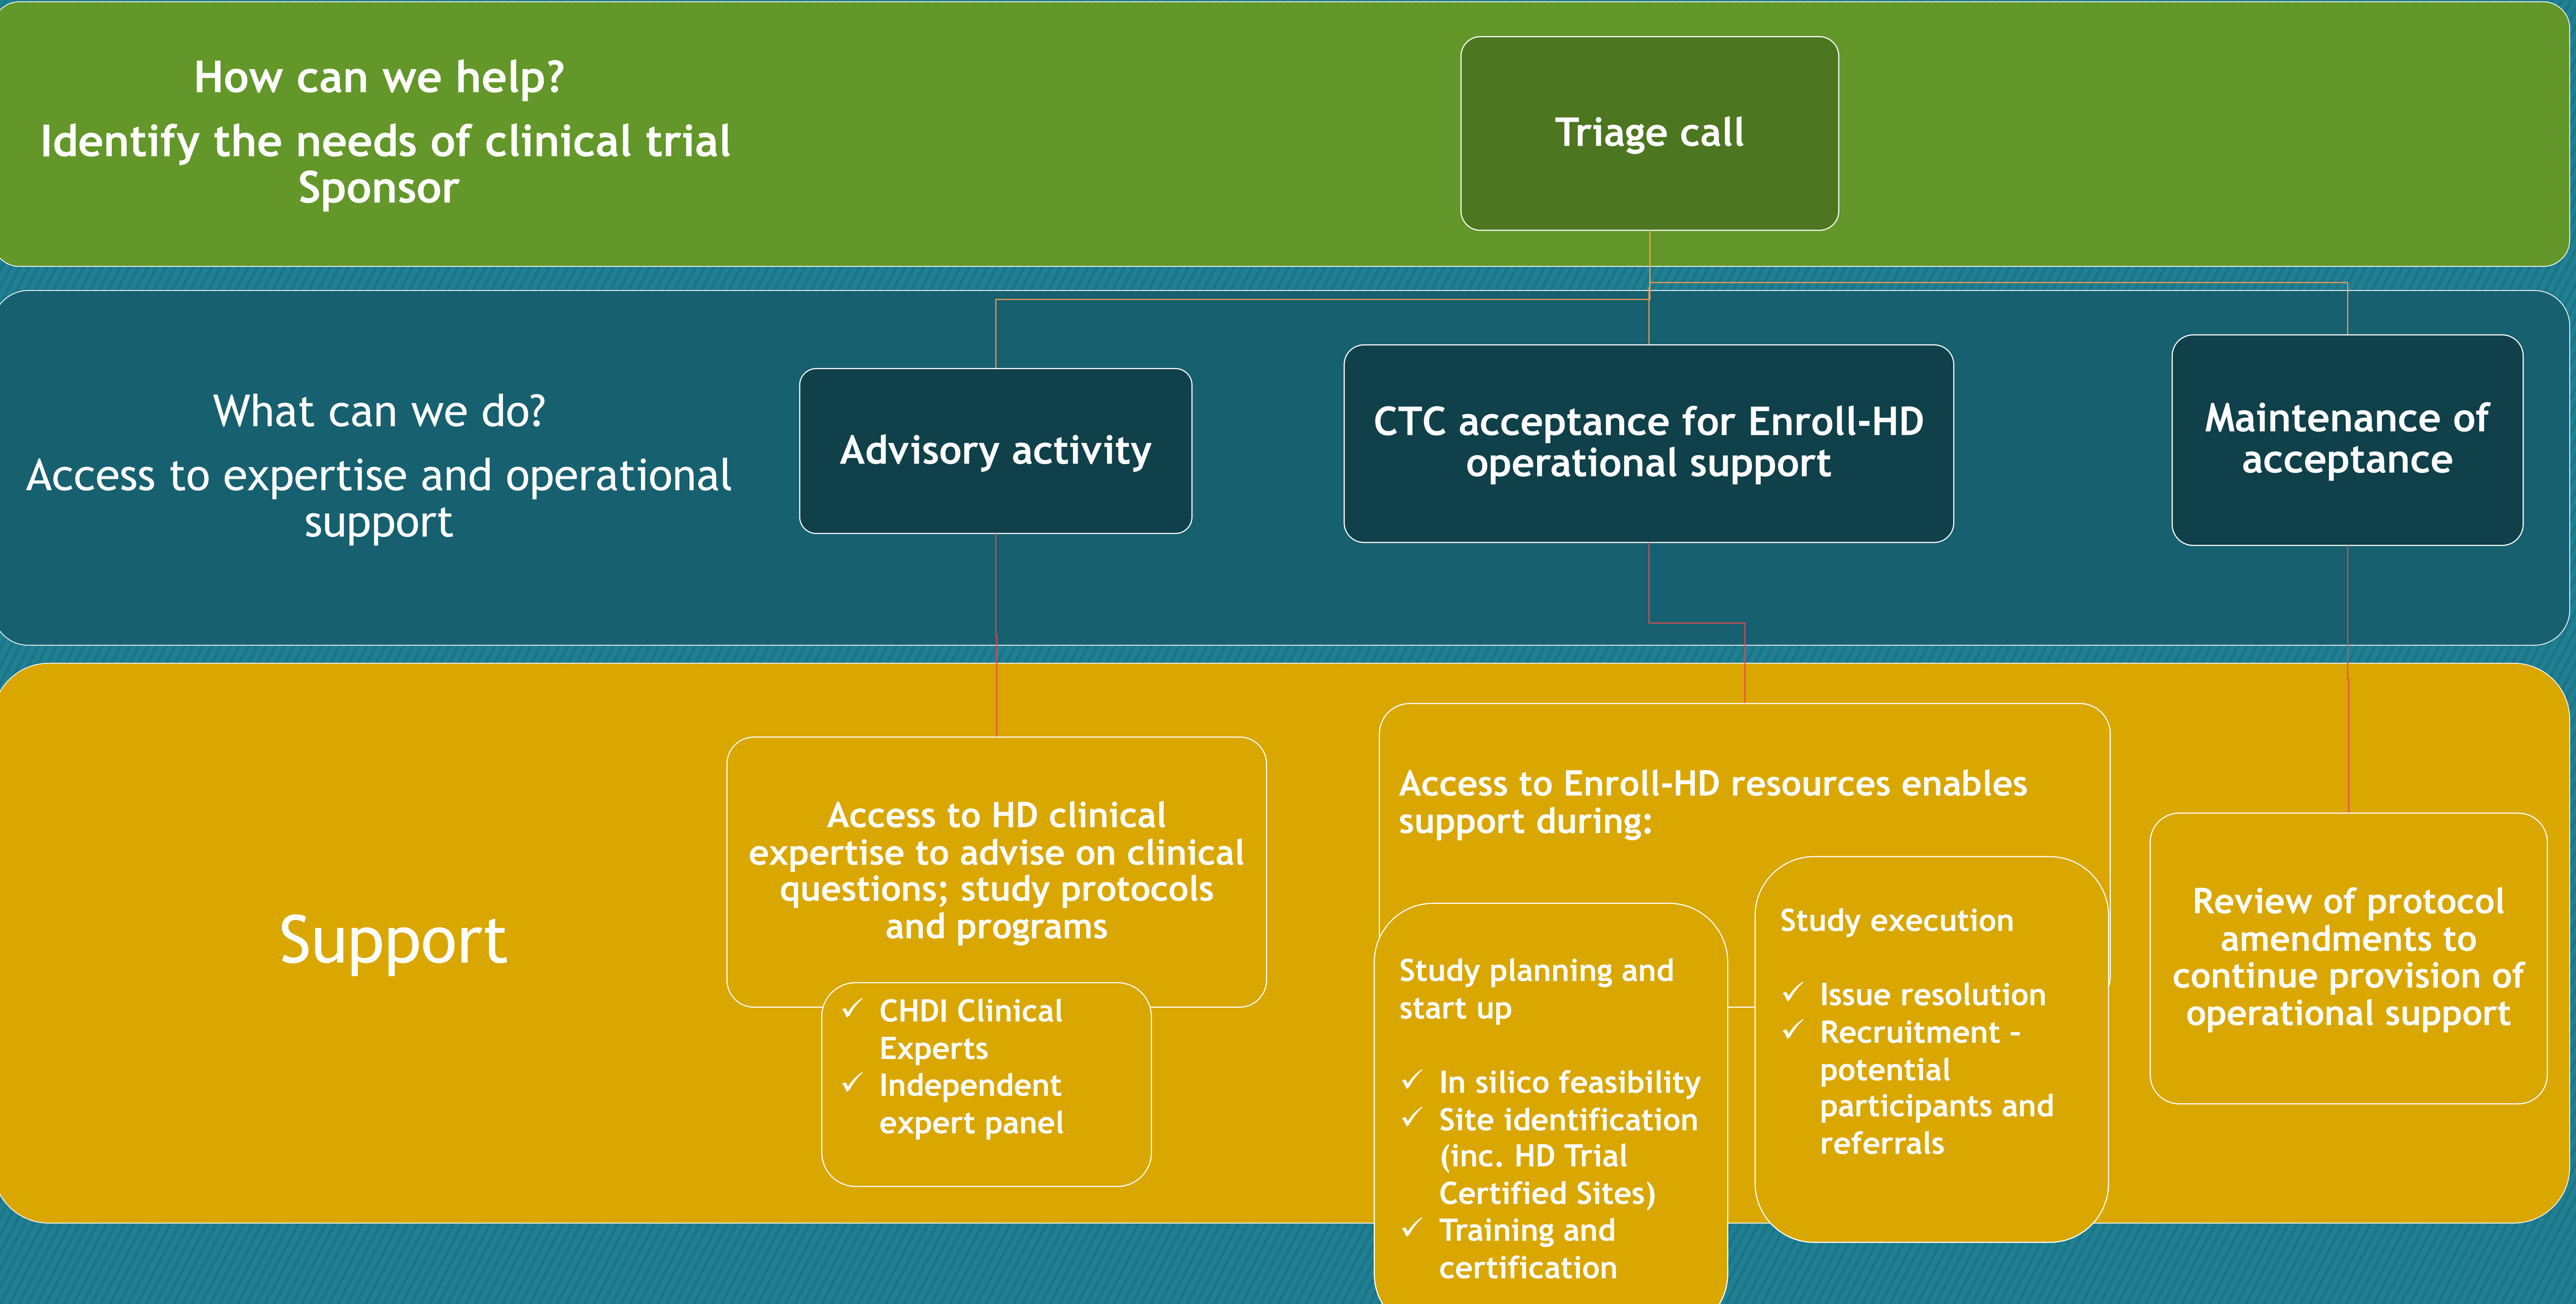 How can we help?
Identify the needs of clinical trial
Sponsor
Triage call
What can we do?
Access to expertise and operational
support
Advisory activity
CTC acceptance for Enroll-HD
operational support
Maintenance of
acceptance
Support
Access to HD clinical
expertise to advise on clinical
questions; study protocols
and programs
✓ CHDI Clinical
Experts
✓ Independent
expert panel
Access to Enroll-HD resources enables
support during:
Study planning and
start up
✓ In silico feasibility
✓ Site identification
(inc. HD Trial
Certified Sites)
✓ Training and
certification
Study execution
✓ Issue resolution
✓ Recruitment –
potential
participants and
referrals
Review of protocol
amendments to
continue provision of
operational support